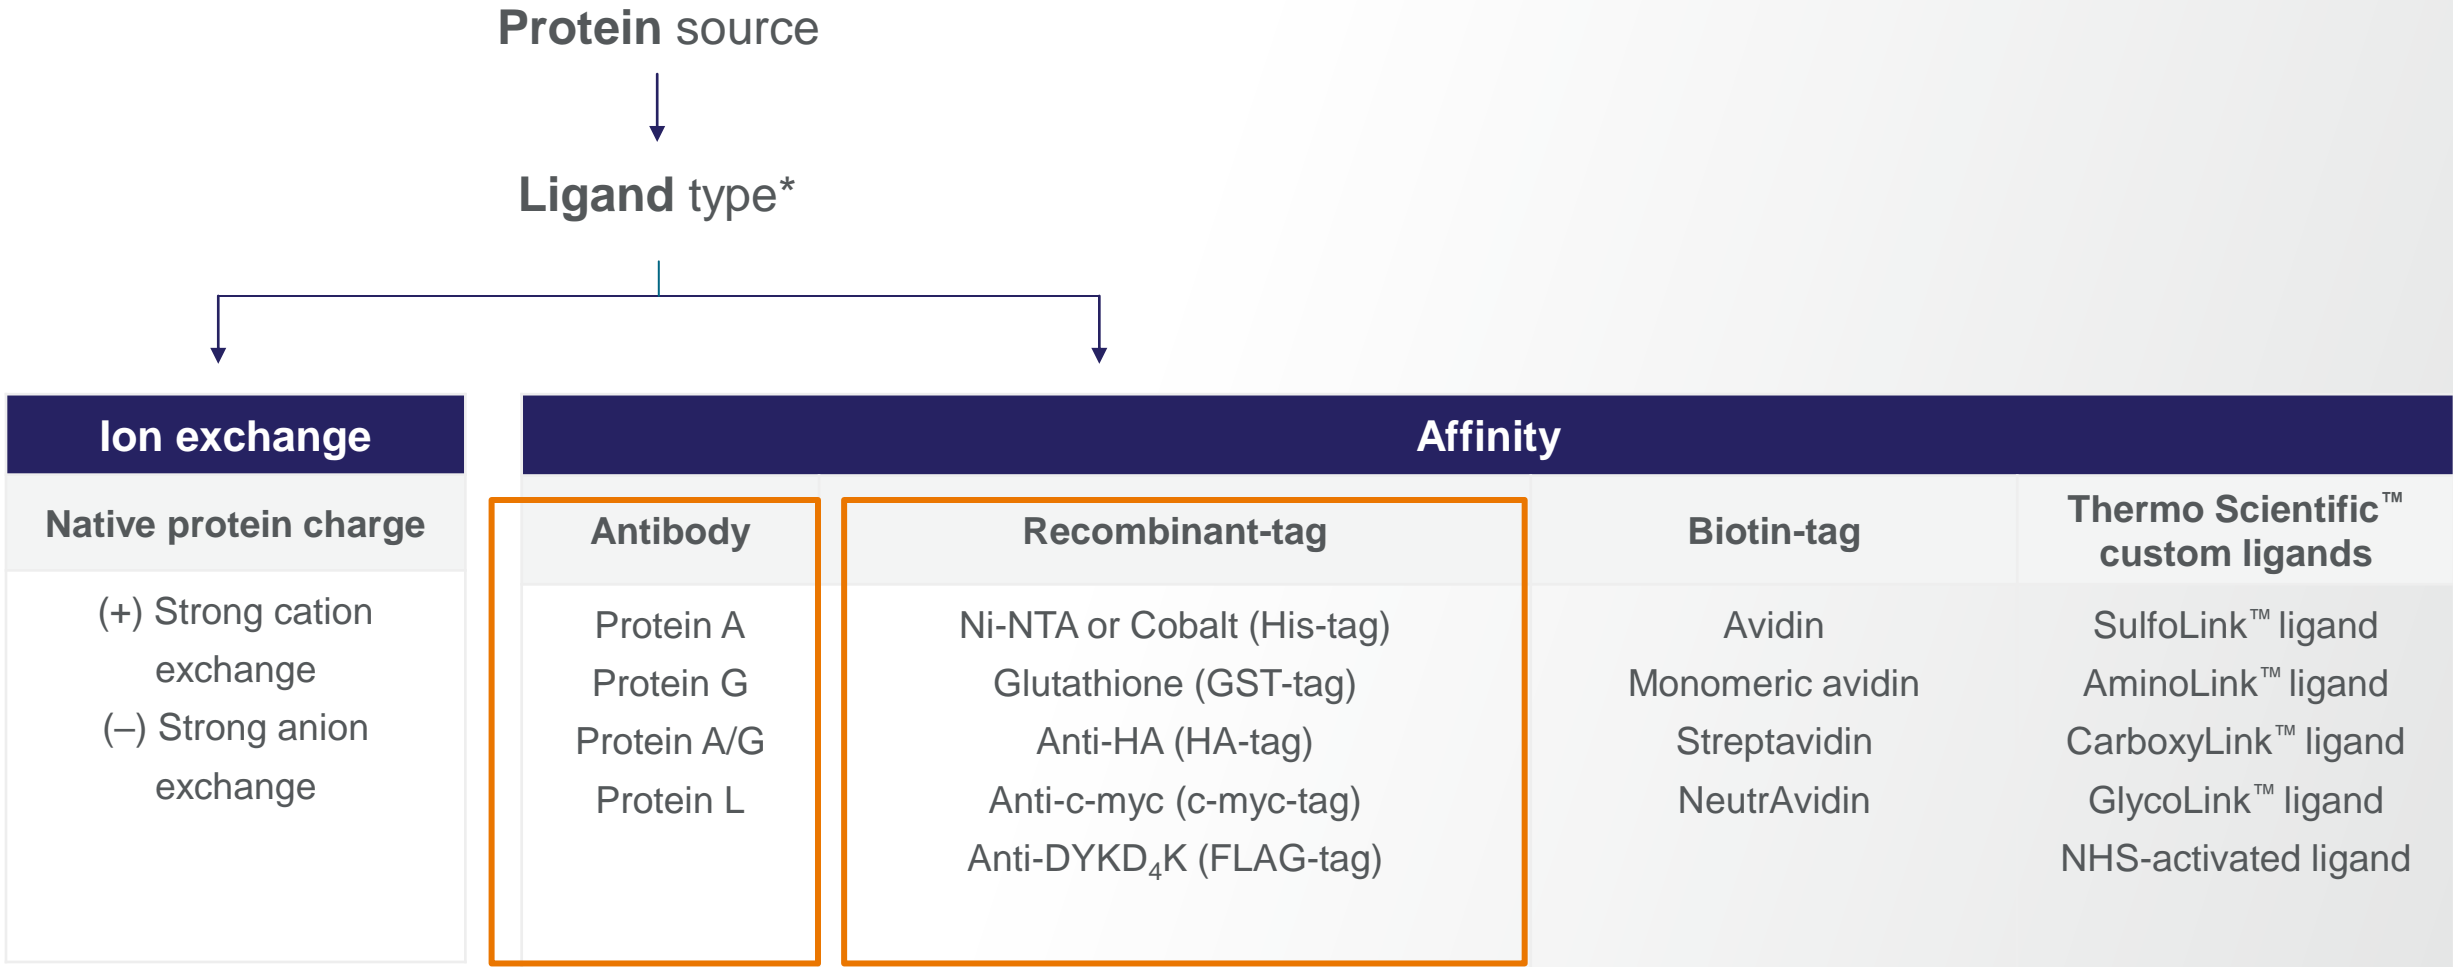 Protein source
Ligand type*
Ion exchange
Native protein charge
(+) Strong cation
exchange
(–) Strong anion
exchange
Affinity
Antibody
Protein A
Protein G
Protein A/G
Protein L
Recombinant-tag
Ni-NTA or Cobalt (His-tag)
Glutathione (GST-tag)
Anti-HA (HA-tag)
Anti-c-myc (c-myc-tag)
Anti-DYKD₄K (FLAG-tag)
Biotin-tag
Avidin
Monomeric avidin
Streptavidin
NeutrAvidin
Thermo Scientific™
custom ligands
SulfoLink™ ligand
AminoLink™ ligand
CarboxyLink™ ligand
GlycoLink™ ligand
NHS-activated ligand